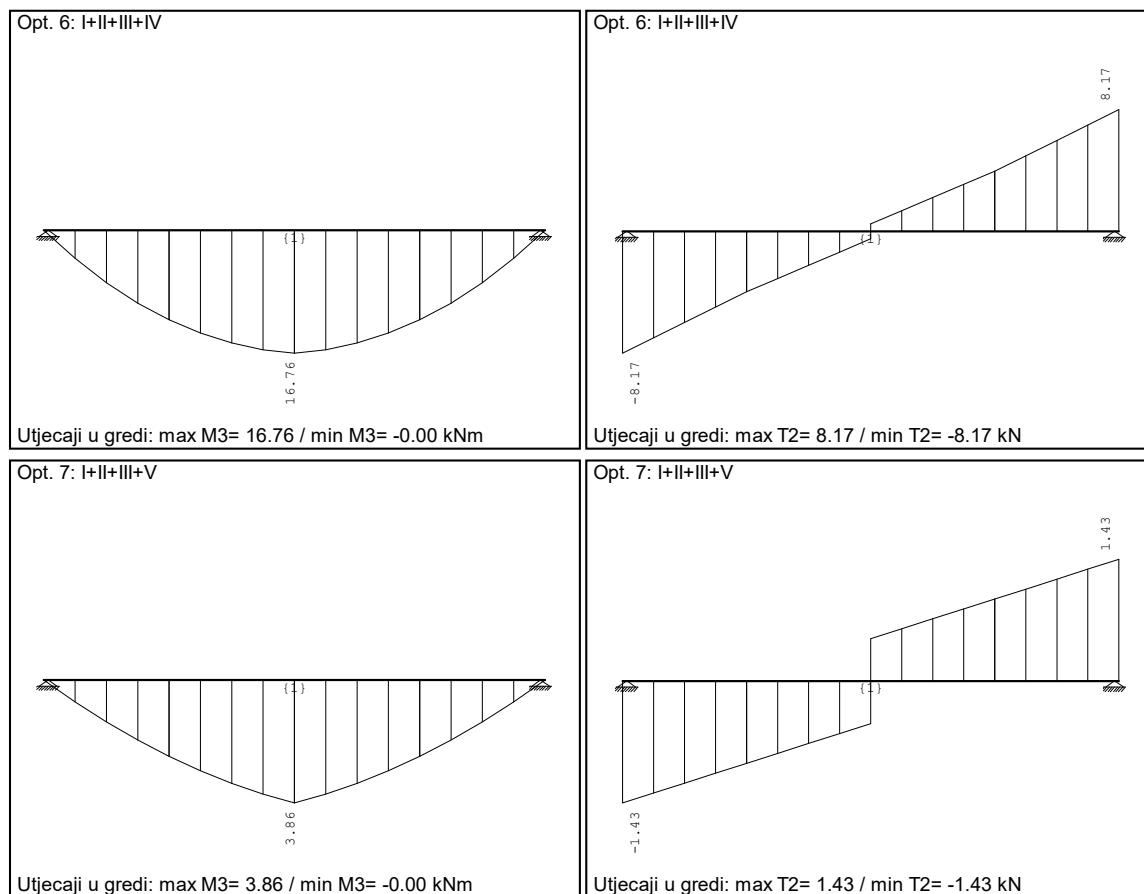 Opt. 6: I+II+III+IV
{1}
16.76
Utjecaji u gredi: max M3= 16.76 / min M3= -0.00 kNm
Opt. 6: I+II+III+IV
8.17
{1}
-8.17
Utjecaji u gredi: max T2= 8.17 / min T2= -8.17 kN
Opt. 7: I+II+III+V
{1}
3.86
Utjecaji u gredi: max M3= 3.86 / min M3= -0.00 kNm
Opt. 7: I+II+III+V
1.43
{1}
-1.43
Utjecaji u gredi: max T2= 1.43 / min T2= -1.43 kN